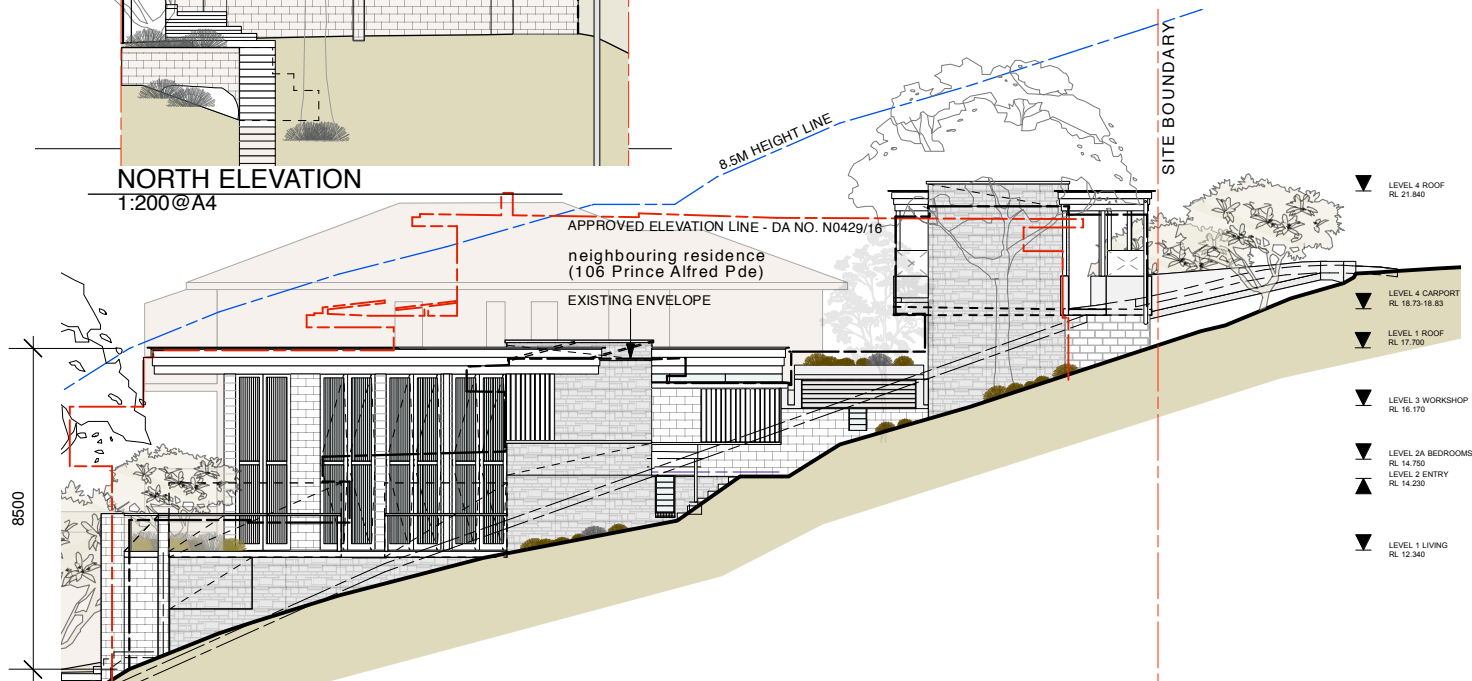 NORTH ELEVATION
1:200@A4
8.5M HEIGHT LINE
SITE BOUNDARY
APPROVED ELEVATION LINE - DA NO. N0429/16
neighbouring residence
(106 Prince Alfred Pde)
EXISTING ENVELOPE
8500
LEVEL 4 ROOF
RL 21.840
LEVEL 4 CARPORT
RL 18.73-18.83
LEVEL 1 ROOF
RL 17.700
LEVEL 3 WORKSHOP
RL 16.170
LEVEL 2A BEDROOMS
RL 14.750
LEVEL 2 ENTRY
RL 14.230
LEVEL 1 LIVING
RL 12.340